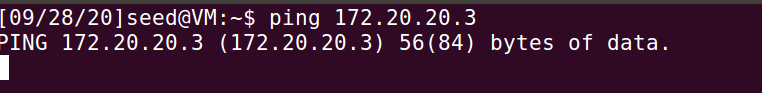 [09/28/20]seed@VM:~$ ping 172.20.20.3
PING 172.20.20.3 (172.20.20.3) 56(84) bytes of data.